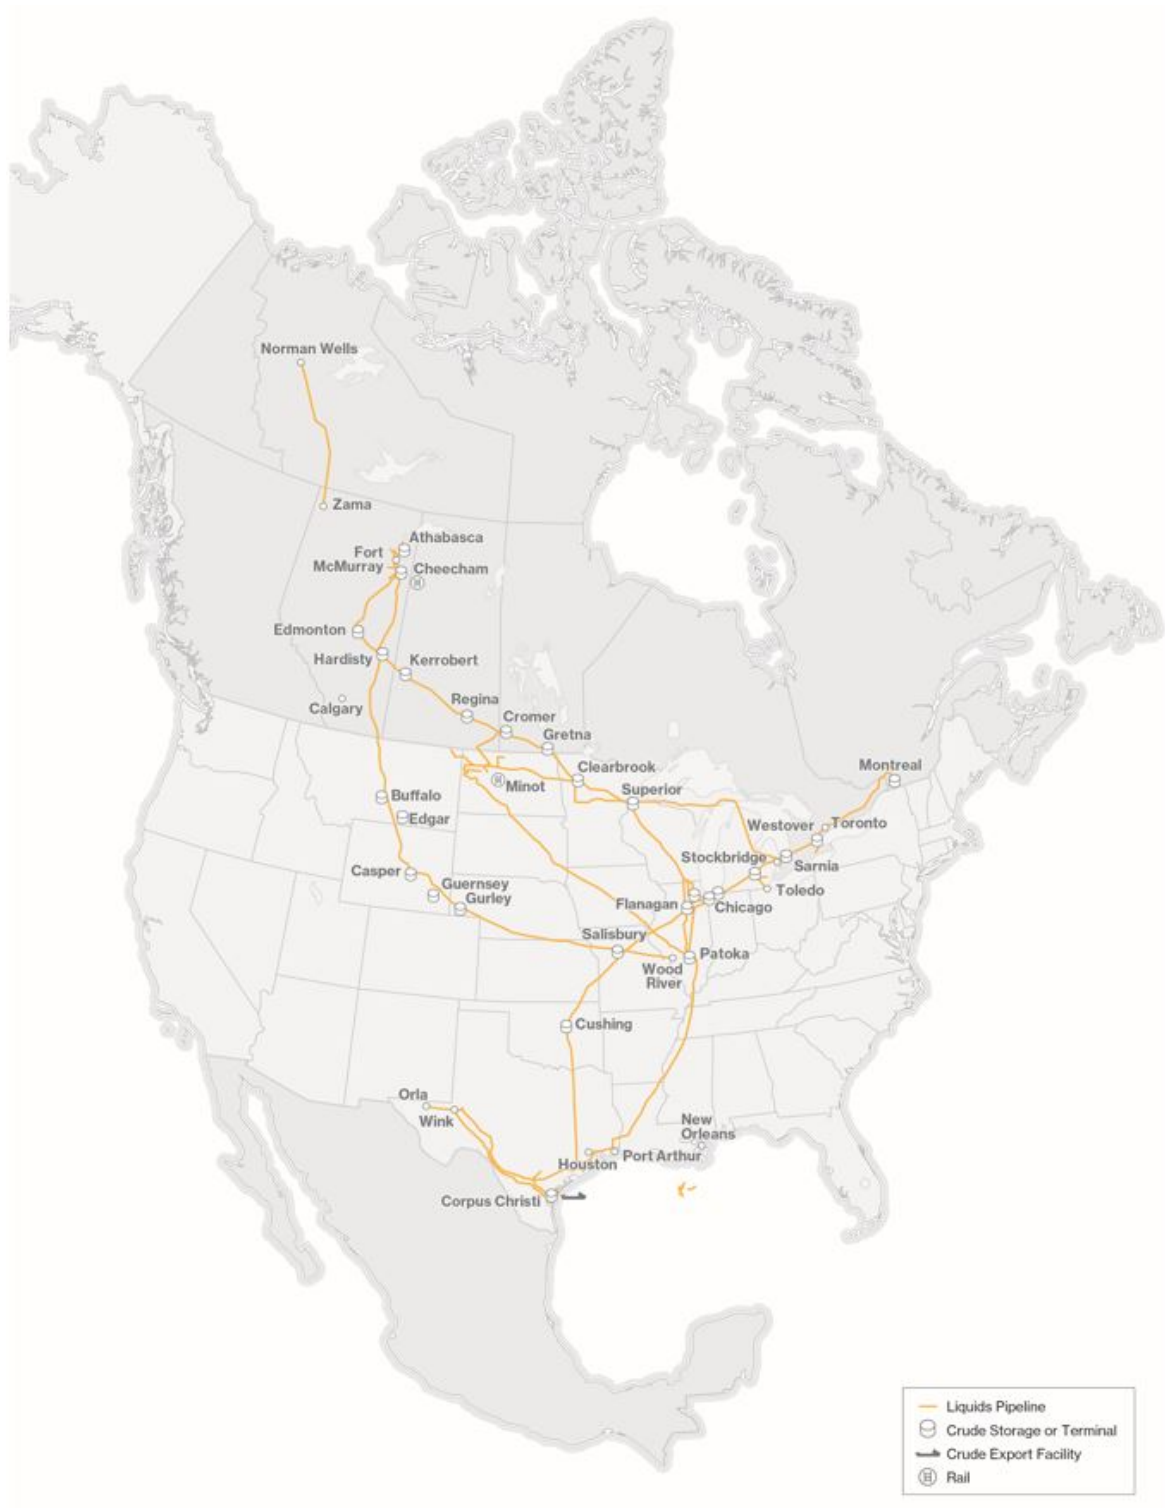 Norman Wells
Zama
Athabasca
Fort
McMurray
Cheecham
Edmonton
Hardisty
Kerrobert
Regina
Calgary
Cromer
Gretna
Clearbrook
Montreal
Minot
Superior
Buffalo
Edgar
Westover
Toronto
Stockbridge
Sarnia
Casper
Guernsey
Gurley
Toledo
Flanagan
Chicago
Salisbury
Patoka
Wood
River
Cushing
Orla
Wink
New
Orleans
Port Arthur
Houston
Corpus Christi
Liquids Pipeline
Crude Storage or Terminal
Crude Export Facility
Rail